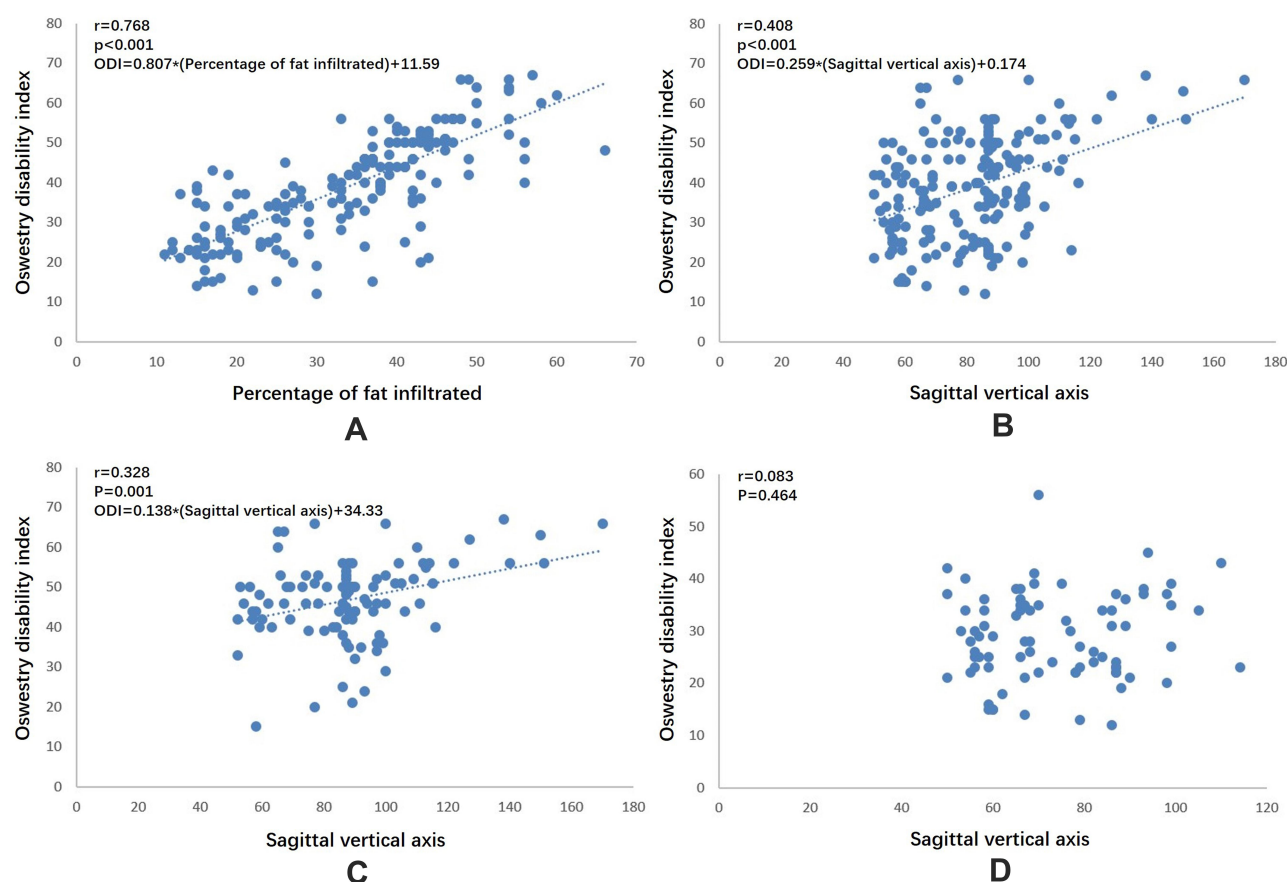 80
70
60
50
40
30
20
10
0
0 10 20 30 40 50 60 70
Oswestry disability index
r=0.768
p<0.001
ODI=0.807*(Percentage of fat infiltrated)+11.59
Percentage of fat infiltrated
A
80
70
60
50
40
30
20
10
0
0 20 40 60 80 100 120 140 160 180
Oswestry disability index
r=0.408
p<0.001
ODI=0.259*(Sagittal vertical axis)+0.174
Sagittal vertical axis
B
80
70
60
50
40
30
20
10
0
0 20 40 60 80 100 120 140 160 180
Oswestry disability index
r=0.328
P=0.001
ODI=0.138*(Sagittal vertical axis)+34.33
Sagittal vertical axis
C
60
50
40
30
20
10
0
0 20 40 60 80 100 120
Oswestry disability index
r=0.083
P=0.464
Sagittal vertical axis
D